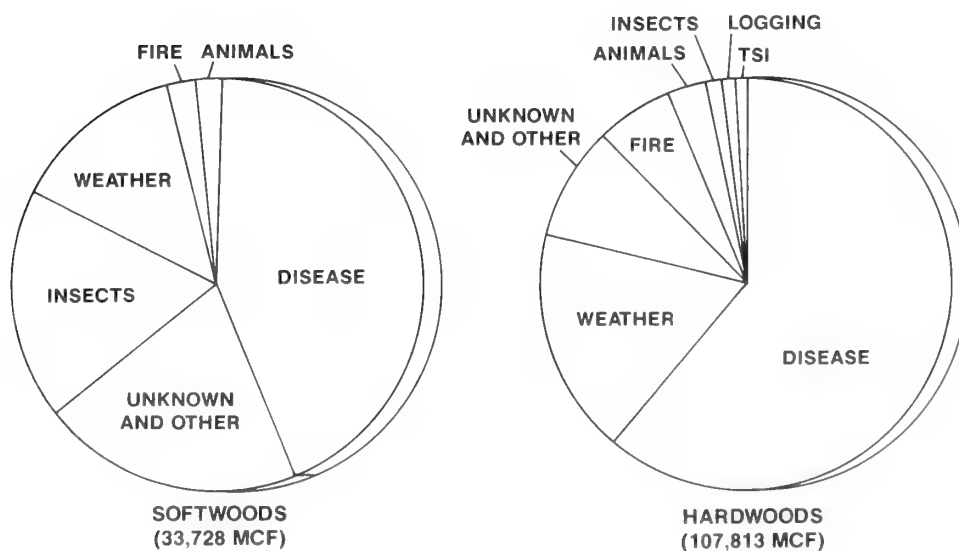 FIRE
ANIMALS
WEATHER
DISEASE
INSECTS
UNKNOWN
AND OTHER
SOFTWOODS
(33,728 MCF)
INSECTS
LOGGING
ANIMALS
TSI
UNKNOWN
AND OTHER
FIRE
WEATHER
DISEASE
HARDWOODS
(107,813 MCF)